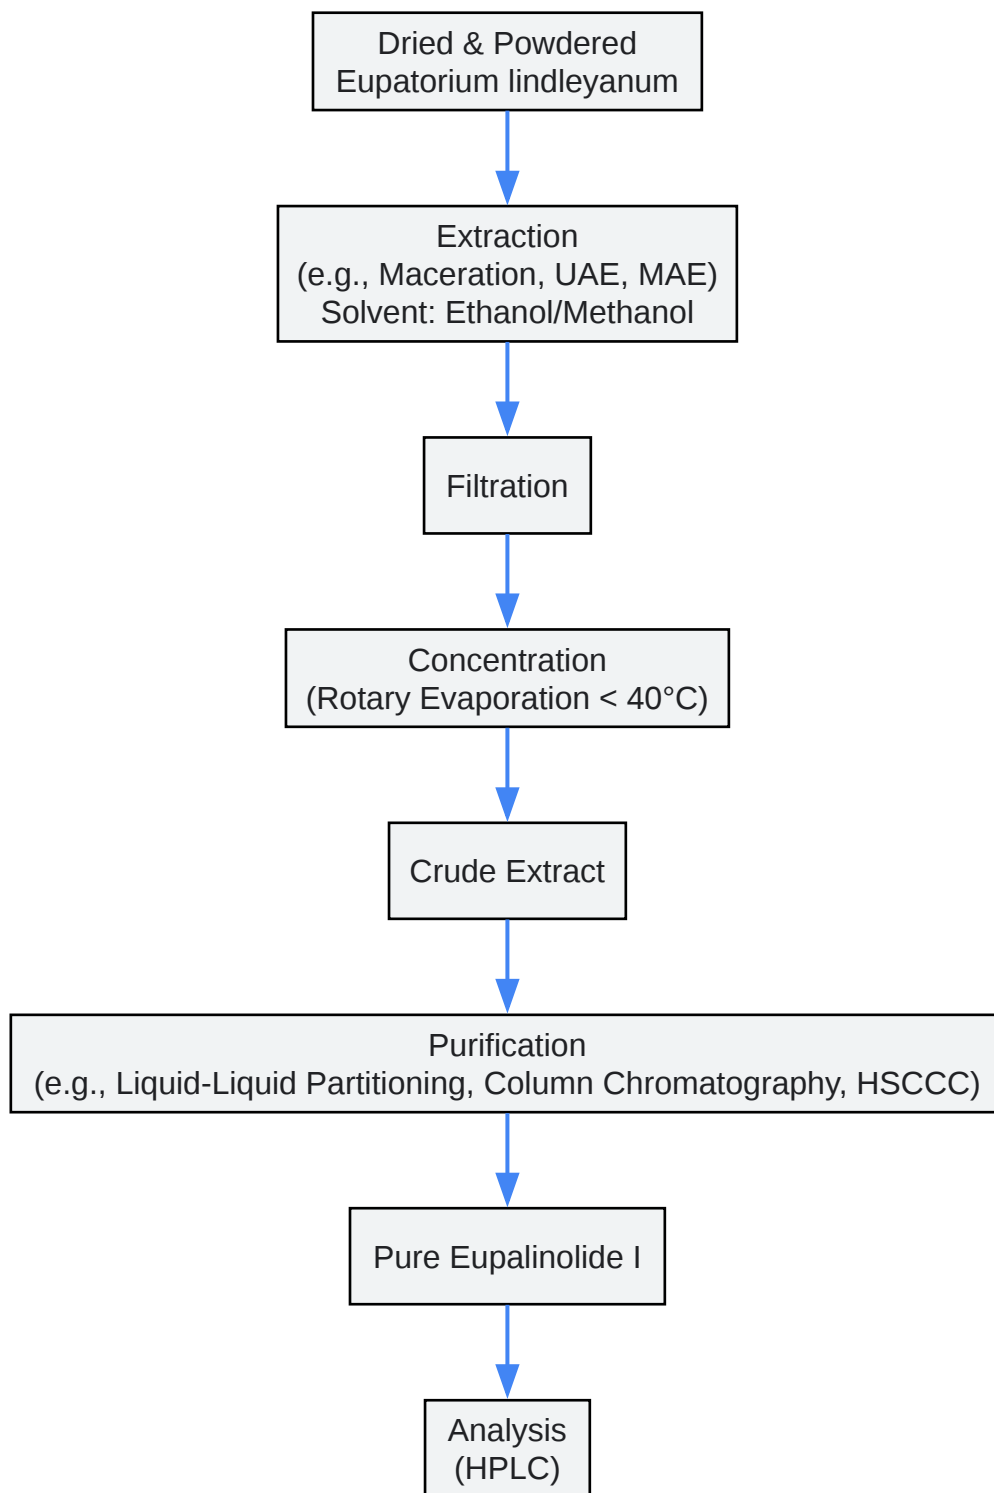 Dried & Powdered
Eupatorium lindleyanum
Extraction
(e.g., Maceration, UAE, MAE)
Solvent: Ethanol/Methanol
Filtration
Concentration
(Rotary Evaporation < 40°C)
Crude Extract
Purification
(e.g., Liquid-Liquid Partitioning, Column Chromatography, HSCCC)
Pure Eupalinolide I
Analysis
(HPLC)